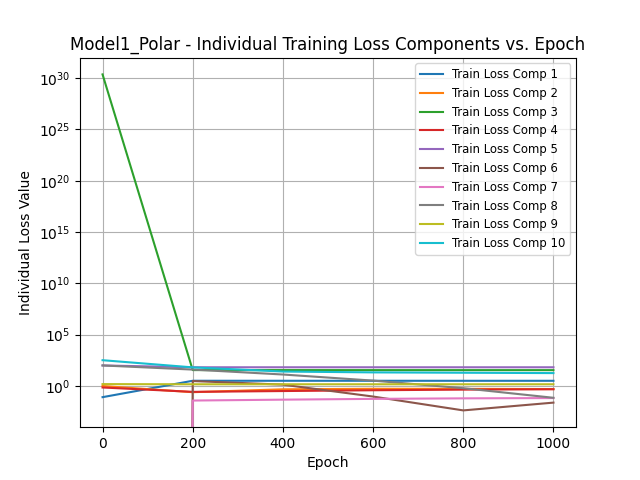 Model1_Polar - Individual Training Loss Components vs. Epoch
Individual Loss Value
10^30
10^25
10^20
10^15
10^10
10^5
10^0
Train Loss Comp 1
Train Loss Comp 2
Train Loss Comp 3
Train Loss Comp 4
Train Loss Comp 5
Train Loss Comp 6
Train Loss Comp 7
Train Loss Comp 8
Train Loss Comp 9
Train Loss Comp 10
0 200 400 600 800 1000
Epoch